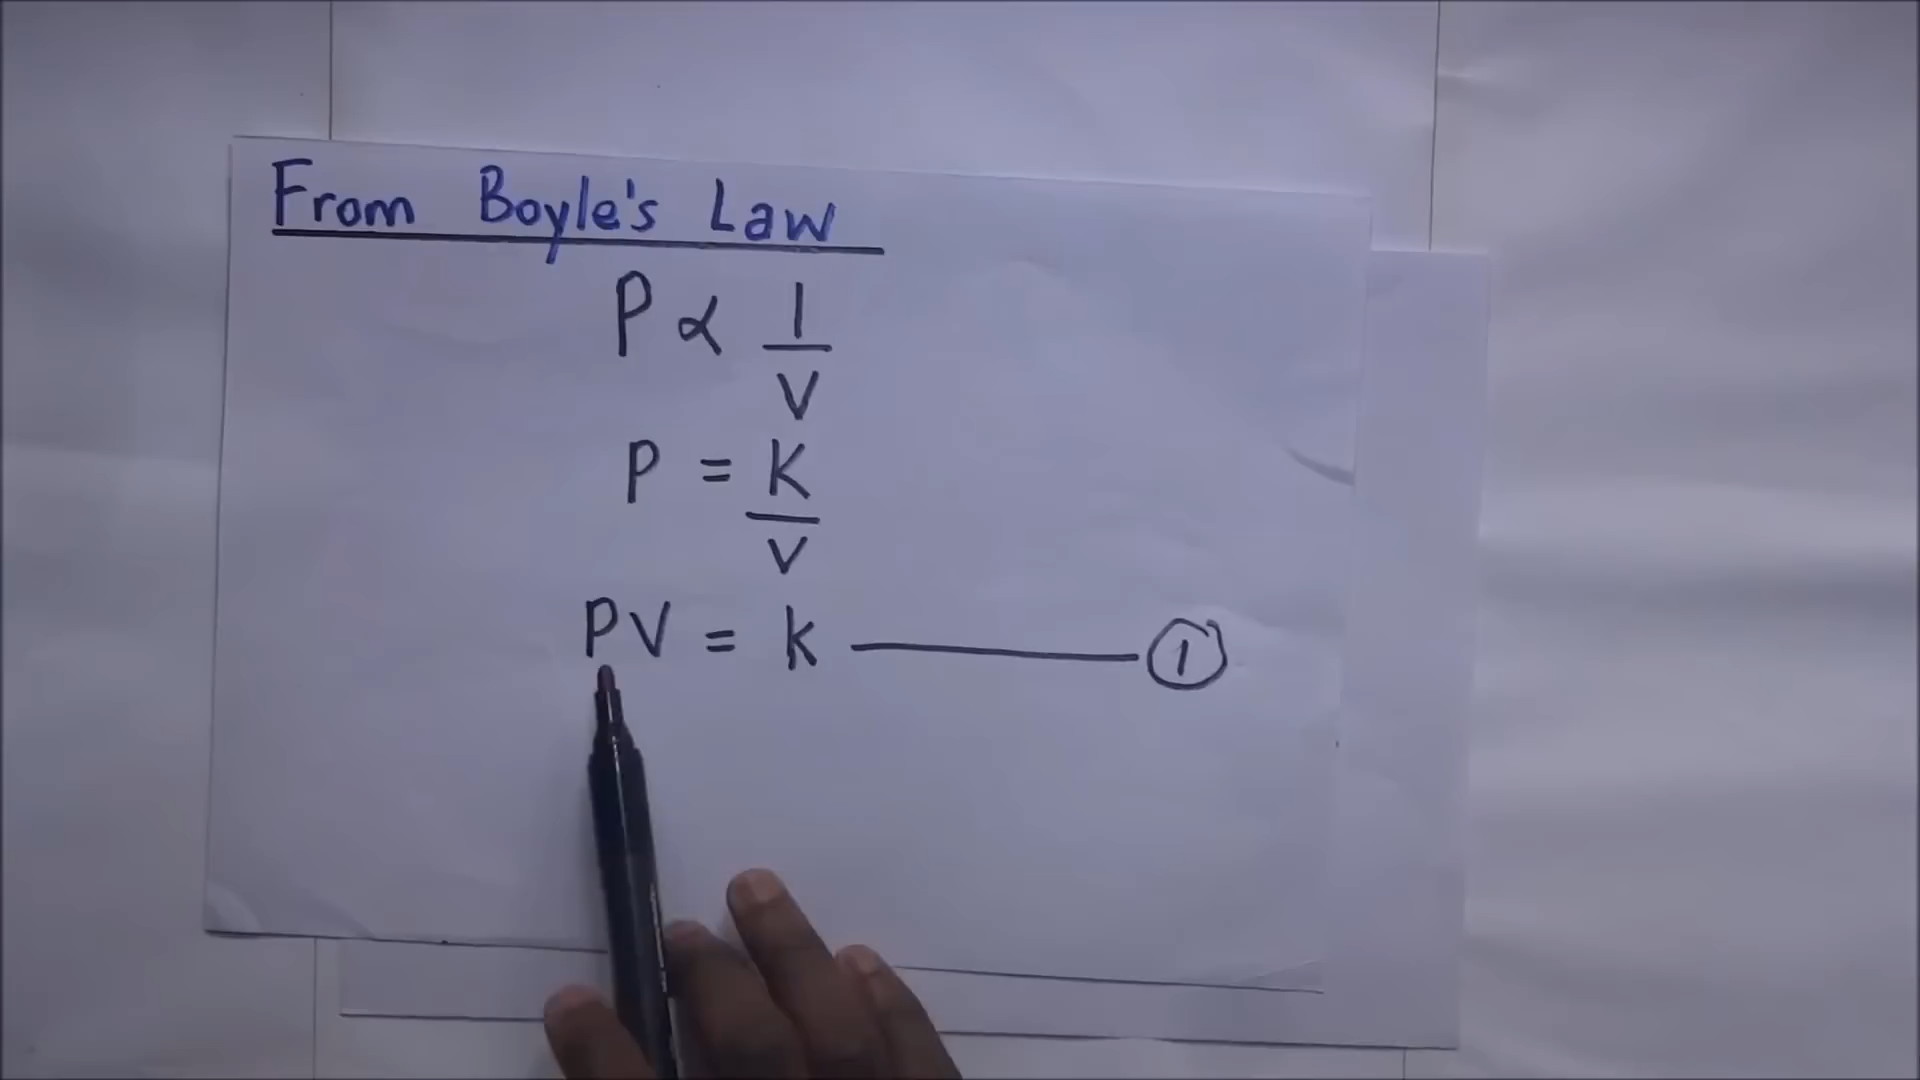 From Boyle's Law
P ∝ 1/V
P = K/V
PV = k ——— ①